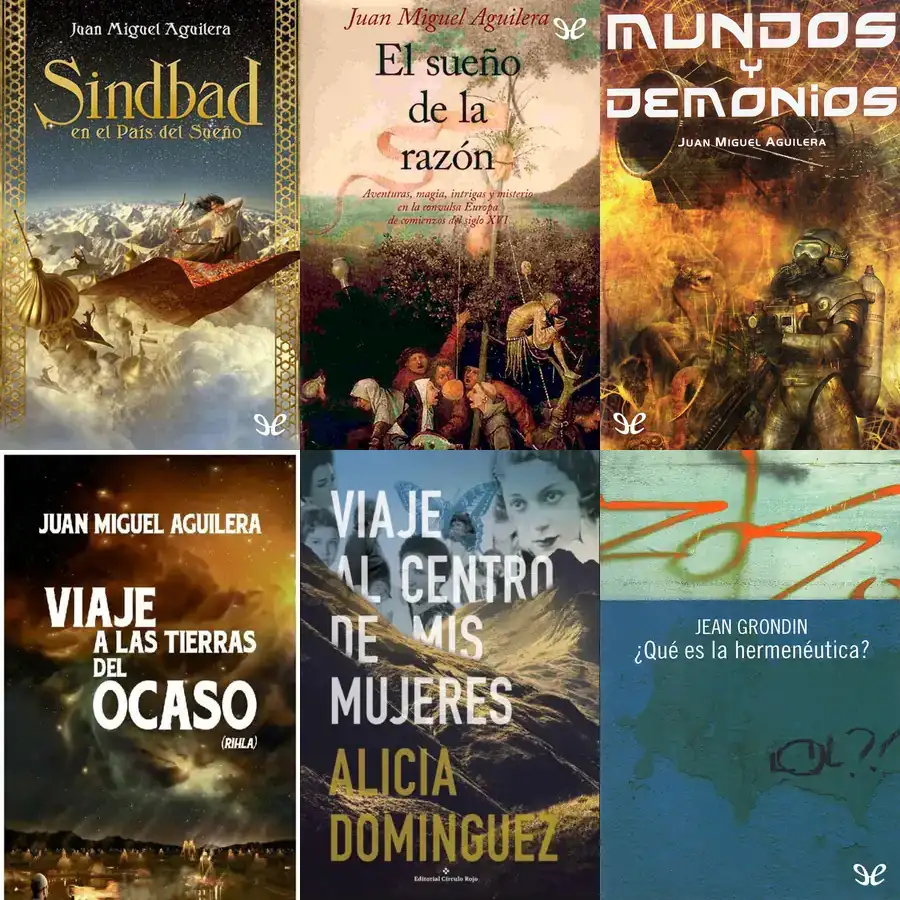 Juan Miguel Aguilera
Sindbad
en el País del Sueño
Juan Miguel Aguilera
El sueño
de la
razón
Aventuras, magia, intrigas y misterio
en la convulsa Europa
de comienzos del siglo XVI
MUNDOS
Y
DEMONIOS
JUAN MIGUEL AGUILERA
JUAN MIGUEL AGUILERA
VIAJE
A LAS TIERRAS
DEL
OCASO
(RIHLA)
VIAJE
AL CENTRO
DE MIS
MUJERES
ALICIA
DOMINGUEZ
Editorial Círculo Rojo
JEAN GRONDIN
¿Qué es la hermenéutica?